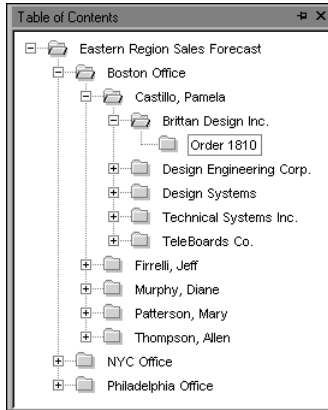 Table of Contents
Eastern Region Sales Forecast
Boston Office
Castillo, Pamela
Brittan Design Inc.
Order 1810
Design Engineering Corp.
Design Systems
Technical Systems Inc.
TeleBoards Co.
Firrelli, Jeff
Murphy, Diane
Patterson, Mary
Thompson, Allen
NYC Office
Philadelphia Office